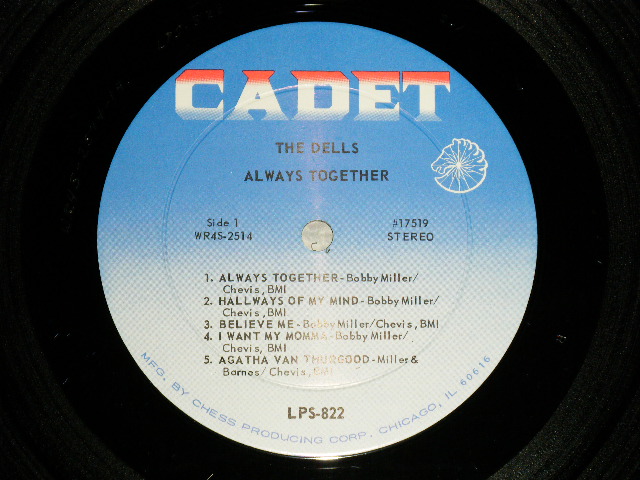 CADET
THE DELLS
ALWAYS TOGETHER
Side 1 #17519
WR4S-2514 STEREO
1. ALWAYS TOGETHER-Bobby Miller/
Chevis, BMI
2. HALLWAYS OF MY MIND-Bobby Miller/
Chevis, BMI
3. BELIEVE ME-Bobby Miller/Chevis, BMI
4. I WANT MY MOMMA-Bobby Miller/
Chevis, BMI
5. AGATHA VAN THURGOOD-Miller &
Barnes/Chevis, BMI
LPS-822
MFG. BY CHESS PRODUCING CORP. CHICAGO, IL 60616